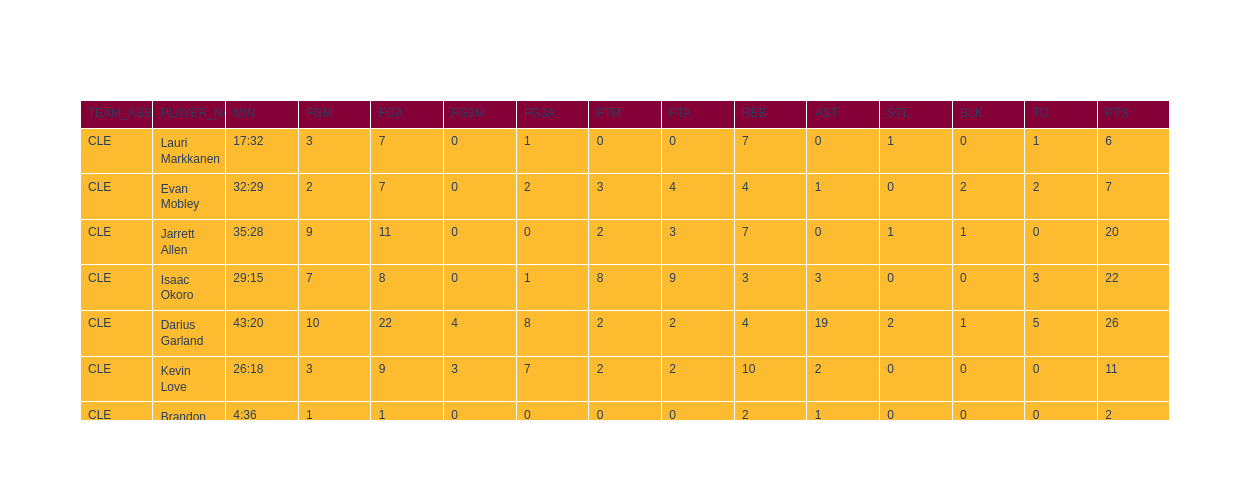 TEAM_ABB PLAYER_N MIN FGM FGA FG3M FG3A FTM FTA REB AST STL BLK TO PTS
CLE Lauri 17:32 3 7 0 1 0 0 7 0 1 0 1 6
Markkanen
CLE Evan 32:29 2 7 0 2 3 4 4 1 0 2 2 7
Mobley
CLE Jarrett 35:28 9 11 0 0 2 3 7 0 1 1 0 20
Allen
CLE Isaac 29:15 7 8 0 1 8 9 3 3 0 0 3 22
Okoro
CLE Darius 43:20 10 22 4 8 2 2 4 19 2 1 5 26
Garland
CLE Kevin 26:18 3 9 3 7 2 2 10 2 0 0 0 11
Love
CLE Brandon 4:36 1 1 0 0 0 0 2 1 0 0 0 2